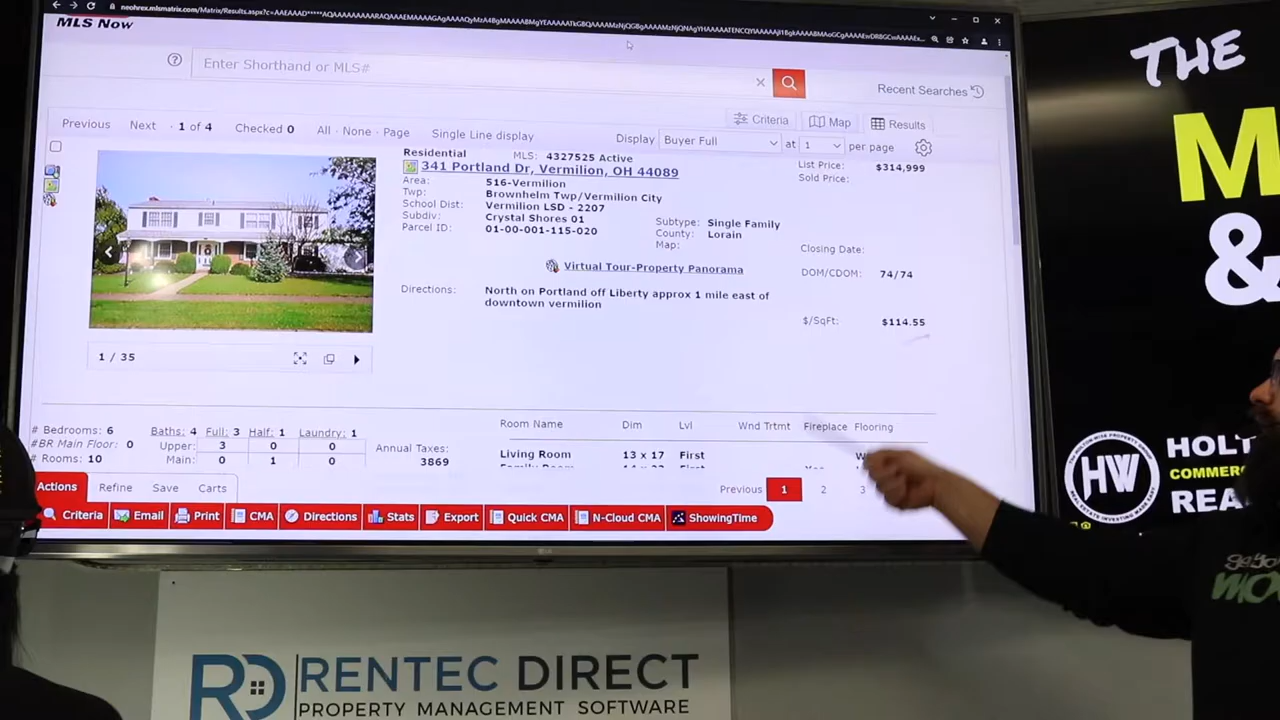 neohrex.mlsmatrix.com/Matrix/Results.aspx?c=
MLS Now
Enter Shorthand or MLS#
Recent Searches
Previous Next · 1 of 4 Checked 0 All · None · Page Single Line display
Criteria Map Results
Display Buyer Full at 1 per page
Residential MLS: 4327525 Active
341 Portland Dr, Vermilion, OH 44089
Area: 516-Vermilion
Twp: Brownhelm Twp/Vermilion City
School Dist: Vermilion LSD - 2207
Subdiv: Crystal Shores 01
Parcel ID: 01-00-001-115-020
Subtype: Single Family
County: Lorain
Map:
List Price: $314,999
Sold Price:
Closing Date:
DOM/CDOM: 74/74
$/SqFt: $114.55
Virtual Tour-Property Panorama
Directions: North on Portland off Liberty approx 1 mile east of
downtown vermilion
1 / 35
# Bedrooms: 6 Baths: 4 Full: 3 Half: 1 Laundry: 1
#BR Main Floor: 0 Upper: 3 0 0
# Rooms: 10 Main: 0 1 0
Annual Taxes:
3869
Room Name Dim Lvl Wnd Trtmt Fireplace Flooring
Living Room 13 x 17 First
Previous 1 2 3
Actions Refine Save Carts
Criteria Email Print CMA Directions Stats Export Quick CMA N-Cloud CMA ShowingTime
THE
M
&
HW
HOLT
COMMERC
REA
RD RENTEC DIRECT
PROPERTY MANAGEMENT SOFTWARE